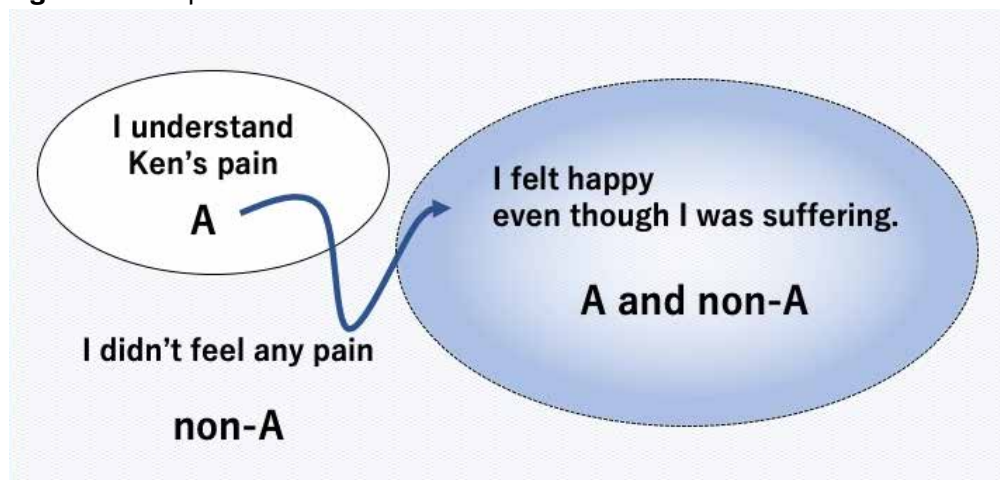 I understand
Ken's pain
A
I didn't feel any pain
non-A
I felt happy
even though I was suffering.
A and non-A